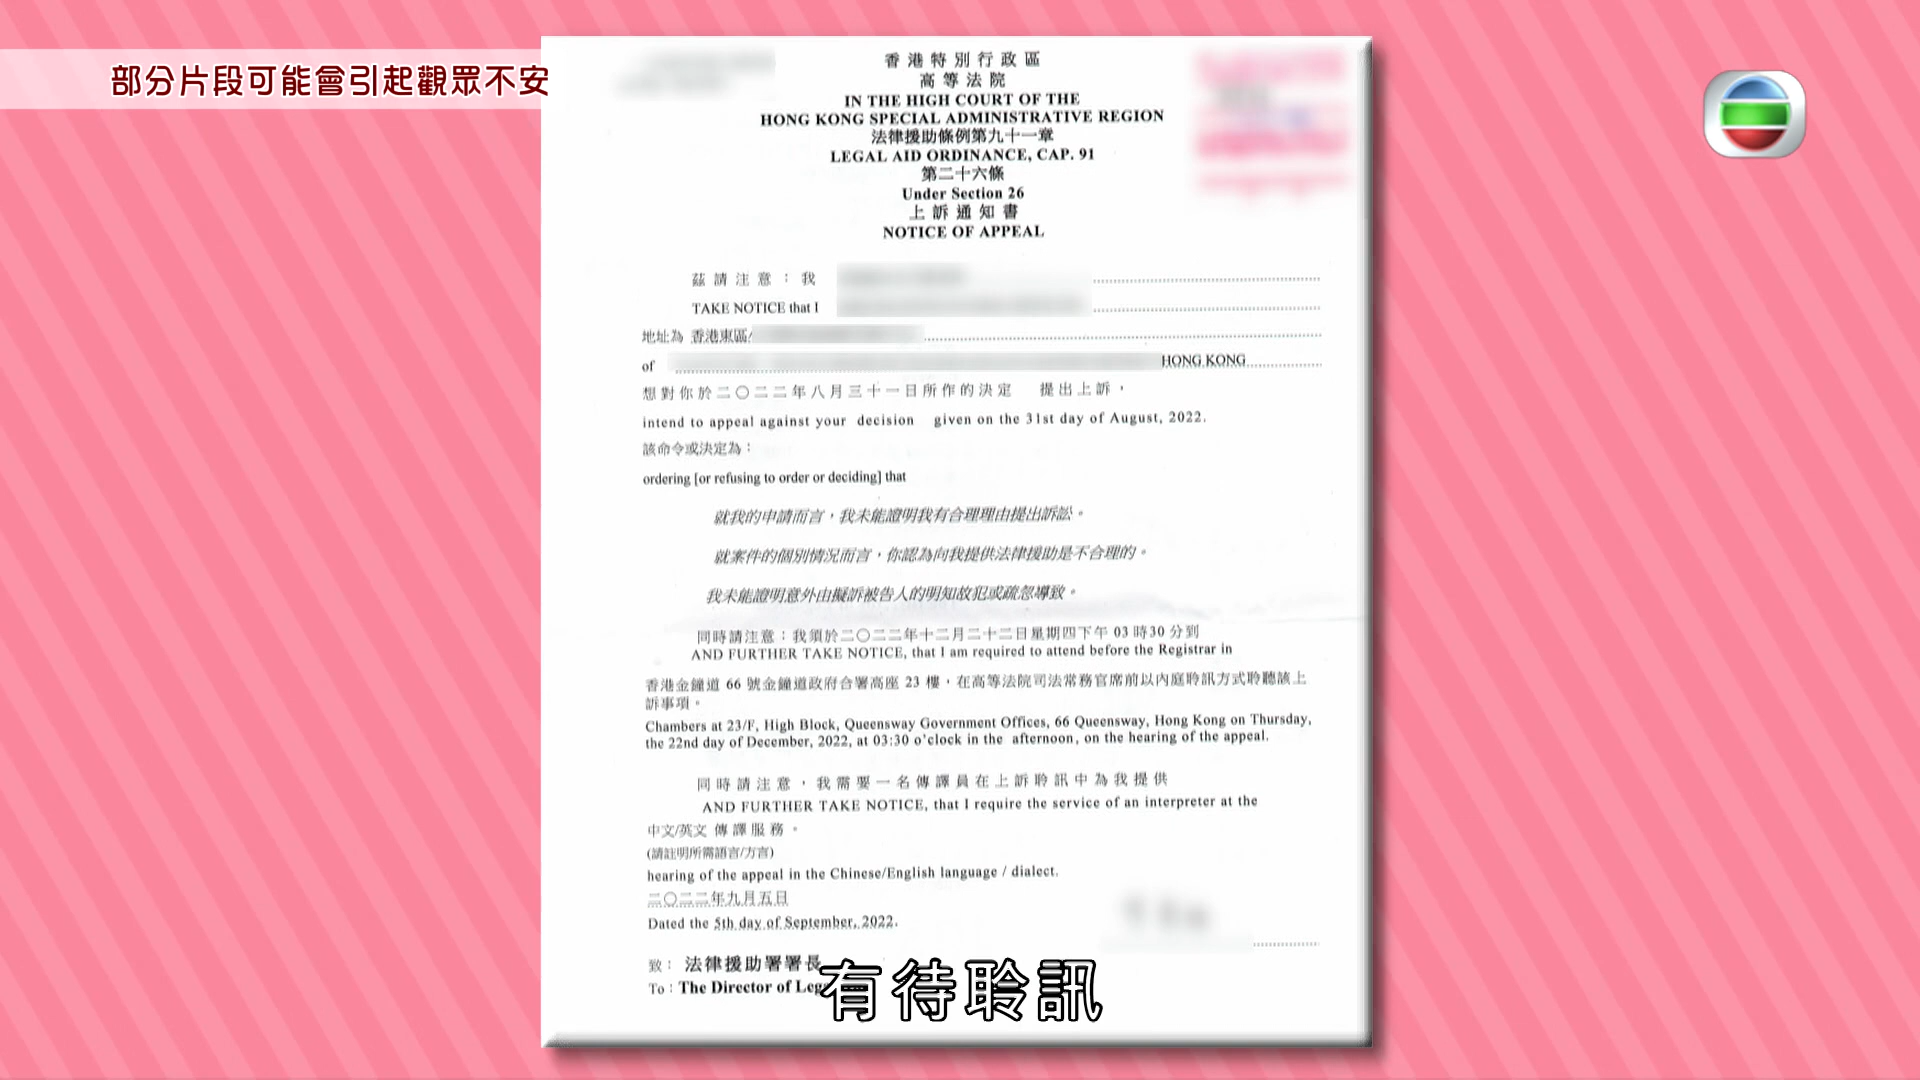 部分片段可能會引起觀眾不安
香港特別行政區
高等法院
IN THE HIGH COURT OF THE
HONG KONG SPECIAL ADMINISTRATIVE REGION
法律援助條例第九十一章
LEGAL AID ORDINANCE, CAP. 91
第二十六條
Under Section 26
上訴通知書
NOTICE OF APPEAL
茲請注意：我
TAKE NOTICE that I
地址為 香港東區
of HONG KONG
想對你於二〇二二年八月三十一日所作的決定 提出上訴，
intend to appeal against your decision given on the 31st day of August, 2022.
該命令或決定為：
ordering [or refusing to order or deciding] that
就我的申請而言，我未能證明我有合理理由提出訴訟。
就案件的個別情況而言，你認為向我提供法律援助是不合理的。
我未能證明意外由擬訴被告人的明知故犯或疏忽導致。
同時請注意：我須於二〇二二年十二月二十二日星期四下午 03 時30 分到
AND FURTHER TAKE NOTICE, that I am required to attend before the Registrar in
香港金鐘道 66 號金鐘道政府合署高座 23 樓，在高等法院司法常務官席前以內庭聆訊方式聆聽該上
訴事項。
Chambers at 23/F, High Block, Queensway Government Offices, 66 Queensway, Hong Kong on Thursday,
the 22nd day of December, 2022, at 03:30 o'clock in the afternoon, on the hearing of the appeal.
同時請注意，我需要一名傳譯員在上訴聆訊中為我提供
AND FURTHER TAKE NOTICE, that I require the service of an interpreter at the
中文/英文 傳譯服務。
(請註明所需語言/方言)
hearing of the appeal in the Chinese/English language / dialect.
二〇二二年九月五日
Dated the 5th day of September, 2022.
致：法律援助署署長
To：The Director of Leg
有待聆訊